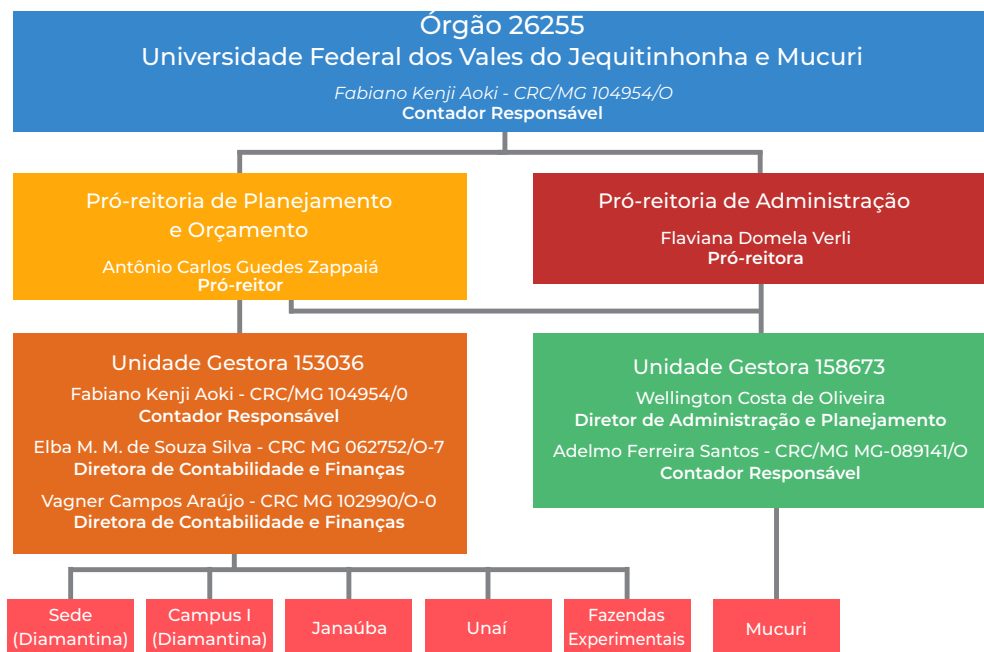 Órgão 26255
Universidade Federal dos Vales do Jequitinhonha e Mucuri
Fabiano Kenji Aoki - CRC/MG 104954/O
Contador Responsável
Pró-reitoria de Planejamento
e Orçamento
Antônio Carlos Guedes Zappaiá
Pró-reitor
Pró-reitoria de Administração
Flaviana Domela Verli
Pró-reitora
Unidade Gestora 153036
Fabiano Kenji Aoki - CRC/MG 104954/0
Contador Responsável
Elba M. M. de Souza Silva - CRC MG 062752/O-7
Diretora de Contabilidade e Finanças
Vagner Campos Araújo - CRC MG 102990/O-0
Diretora de Contabilidade e Finanças
Unidade Gestora 158673
Wellington Costa de Oliveira
Diretor de Administração e Planejamento
Adelmo Ferreira Santos - CRC/MG MG-089141/O
Contador Responsável
Sede
(Diamantina)
Campus I
(Diamantina)
Janaúba
Unaí
Fazendas
Experimentais
Mucuri